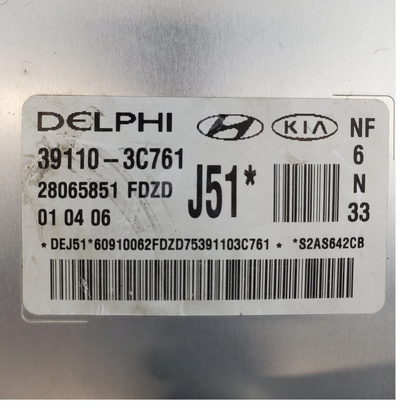 DELPHI KIA NF
39110-3C761 6
28065851 FDZD J51* N
01 04 06 33
*DEJ51*60910062FDZD75391103C761* *S2AS642CB